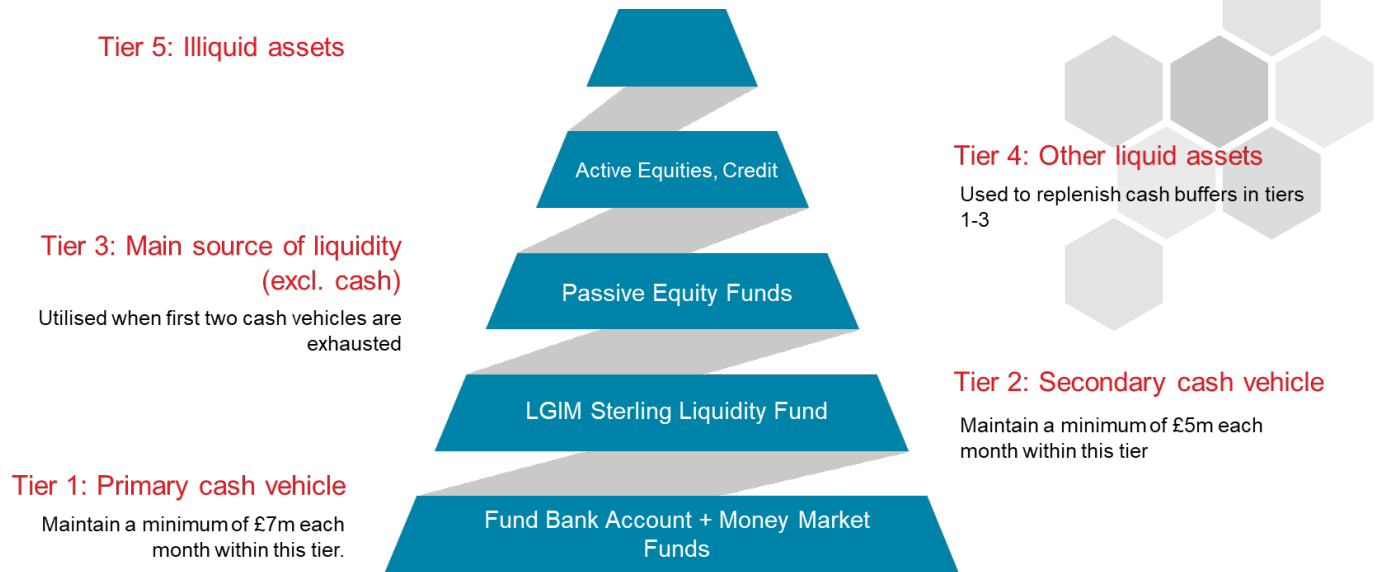 Tier 5: Illiquid assets
Active Equities, Credit
Tier 4: Other liquid assets
Used to replenish cash buffers in tiers
1-3
Tier 3: Main source of liquidity
(excl. cash)
Utilised when first two cash vehicles are
exhausted
Passive Equity Funds
LGIM Sterling Liquidity Fund
Tier 2: Secondary cash vehicle
Maintain a minimum of £5m each
month within this tier
Tier 1: Primary cash vehicle
Maintain a minimum of £7m each
month within this tier.
Fund Bank Account + Money Market
Funds